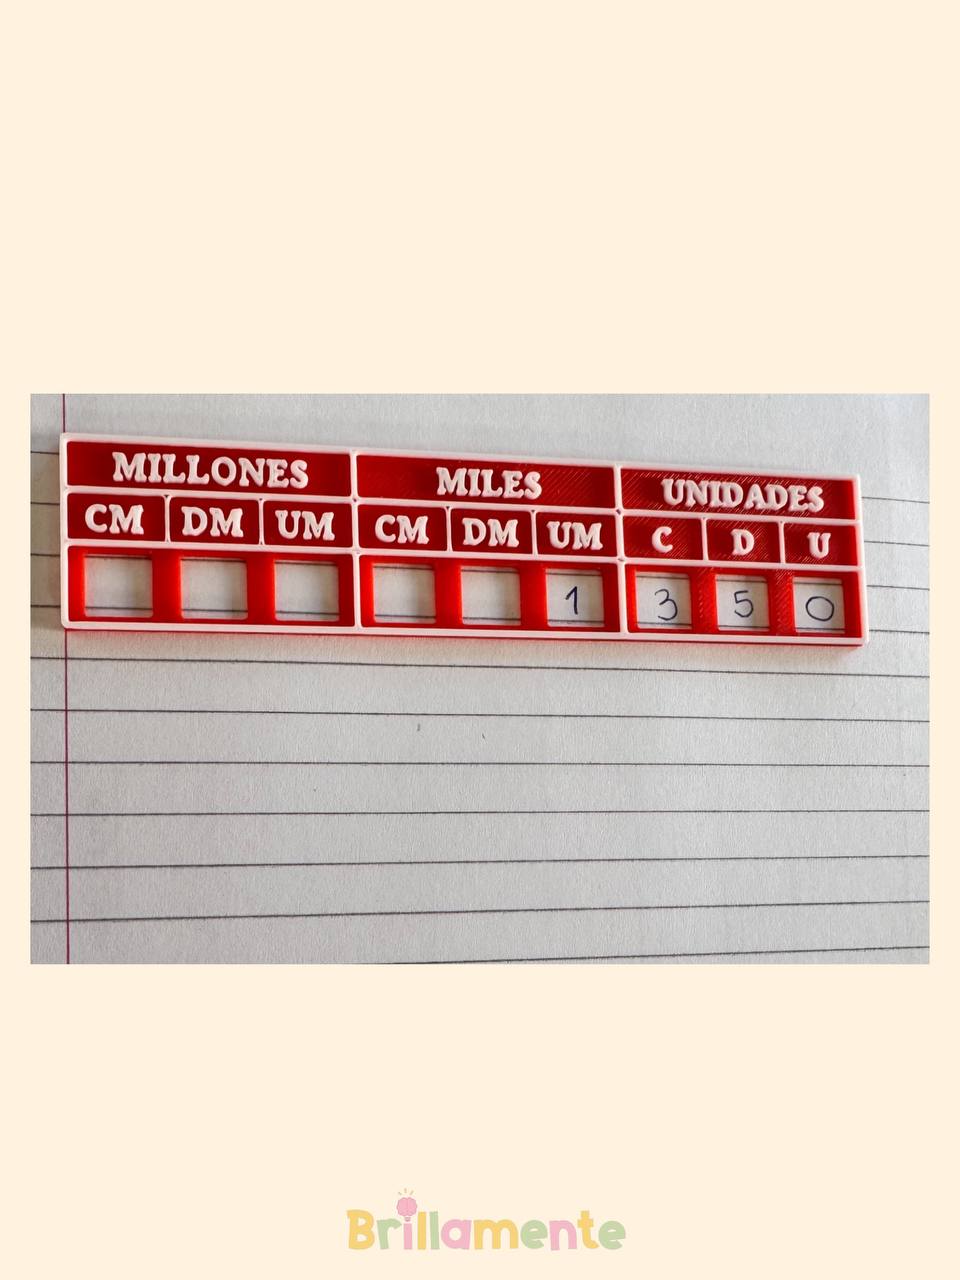 MILLONES MILES UNIDADES
CM DM UM CM DM UM C D U
1 3 5 0
Brillamente